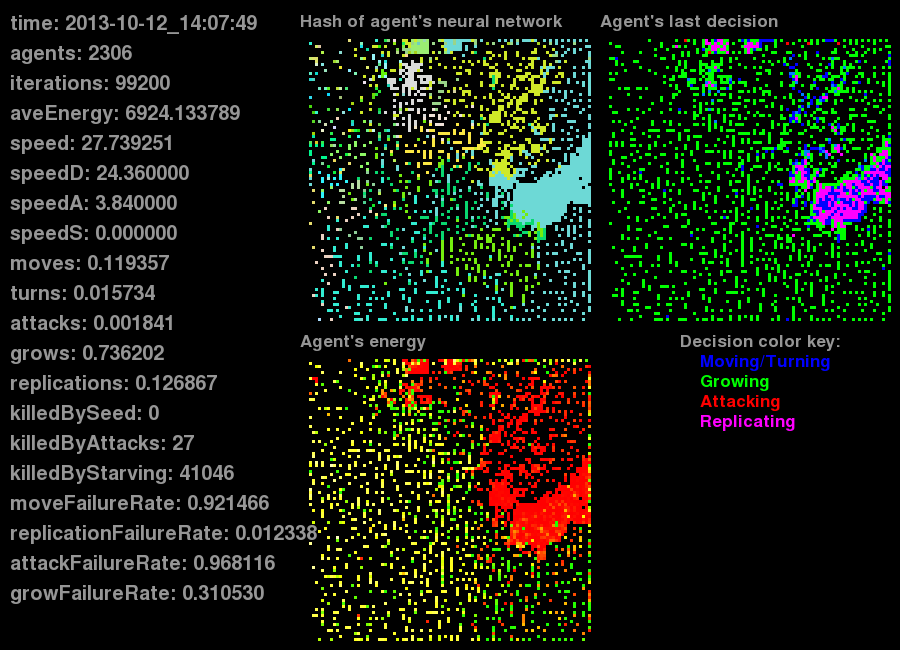 time: 2013-10-12_14:07:49
agents: 2306
iterations: 99200
aveEnergy: 6924.133789
speed: 27.739251
speedD: 24.360000
speedA: 3.840000
speedS: 0.000000
moves: 0.119357
turns: 0.015734
attacks: 0.001841
grows: 0.736202
replications: 0.126867
killedBySeed: 0
killedByAttacks: 27
killedByStarving: 41046
moveFailureRate: 0.921466
replicationFailureRate: 0.012338
attackFailureRate: 0.968116
growFailureRate: 0.310530
Hash of agent's neural network
Agent's last decision
Agent's energy
Decision color key:
Moving/Turning
Growing
Attacking
Replicating